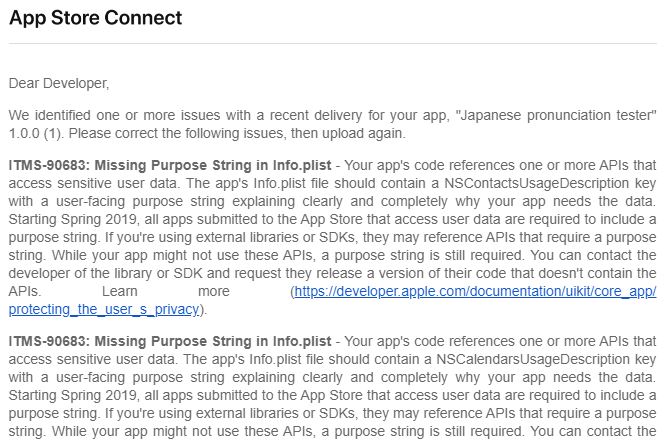 App Store Connect
Dear Developer,
We identified one or more issues with a recent delivery for your app, "Japanese pronunciation tester"
1.0.0 (1). Please correct the following issues, then upload again.
ITMS-90683: Missing Purpose String in Info.plist - Your app's code references one or more APIs that
access sensitive user data. The app's Info.plist file should contain a NSContactsUsageDescription key
with a user-facing purpose string explaining clearly and completely why your app needs the data.
Starting Spring 2019, all apps submitted to the App Store that access user data are required to include a
purpose string. If you're using external libraries or SDKs, they may reference APIs that require a purpose
string. While your app might not use these APIs, a purpose string is still required. You can contact the
developer of the library or SDK and request they release a version of their code that doesn't contain the
APIs. Learn more (https://developer.apple.com/documentation/uikit/core_app/
protecting_the_user_s_privacy).
ITMS-90683: Missing Purpose String in Info.plist - Your app's code references one or more APIs that
access sensitive user data. The app's Info.plist file should contain a NSCalendarsUsageDescription key
with a user-facing purpose string explaining clearly and completely why your app needs the data.
Starting Spring 2019, all apps submitted to the App Store that access user data are required to include a
purpose string. If you're using external libraries or SDKs, they may reference APIs that require a purpose
string. While your app might not use these APIs, a purpose string is still required. You can contact the